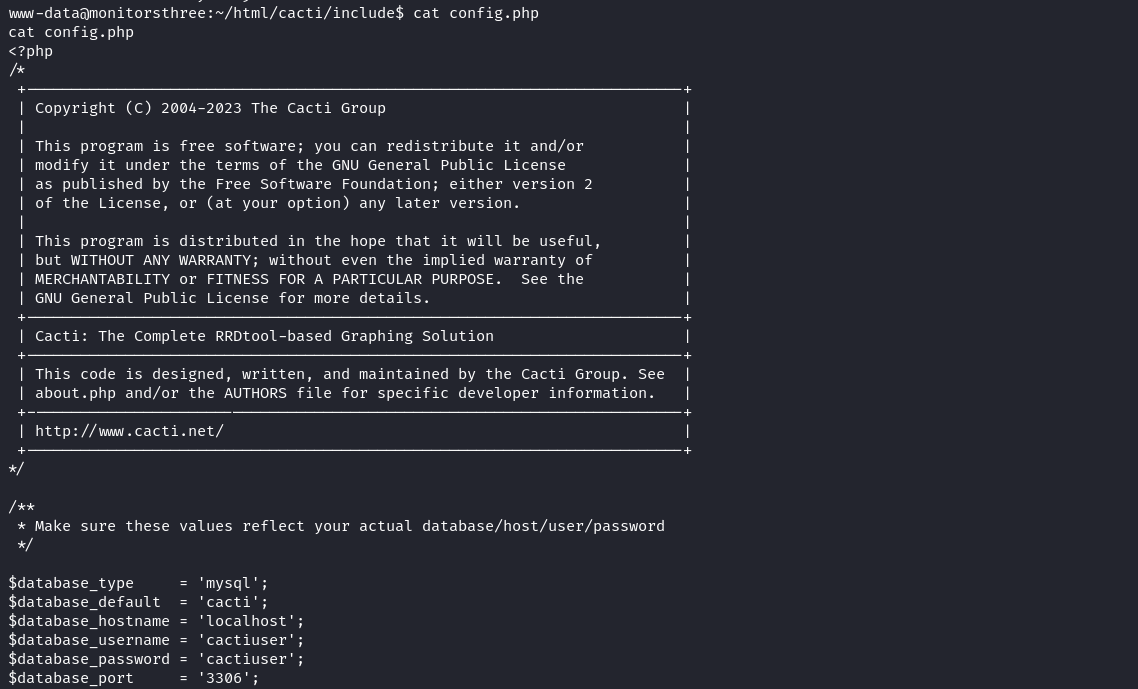 www-data@monitorsthree:~/html/cacti/include$ cat config.php
cat config.php
<?php
/*
 +-------------------------------------------------------------------------+
 | Copyright (C) 2004-2023 The Cacti Group                                 |
 |                                                                         |
 | This program is free software; you can redistribute it and/or           |
 | modify it under the terms of the GNU General Public License             |
 | as published by the Free Software Foundation; either version 2          |
 | of the License, or (at your option) any later version.                  |
 |                                                                         |
 | This program is distributed in the hope that it will be useful,         |
 | but WITHOUT ANY WARRANTY; without even the implied warranty of          |
 | MERCHANTABILITY or FITNESS FOR A PARTICULAR PURPOSE.  See the           |
 | GNU General Public License for more details.                            |
 +-------------------------------------------------------------------------+
 | Cacti: The Complete RRDtool-based Graphing Solution                     |
 +-------------------------------------------------------------------------+
 | This code is designed, written, and maintained by the Cacti Group. See  |
 | about.php and/or the AUTHORS file for specific developer information.   |
 +-------------------------------------------------------------------------+
 | http://www.cacti.net/                                                   |
 +-------------------------------------------------------------------------+
*/

/**
 * Make sure these values reflect your actual database/host/user/password
 */

$database_type     = 'mysql';
$database_default  = 'cacti';
$database_hostname = 'localhost';
$database_username = 'cactiuser';
$database_password = 'cactiuser';
$database_port     = '3306';